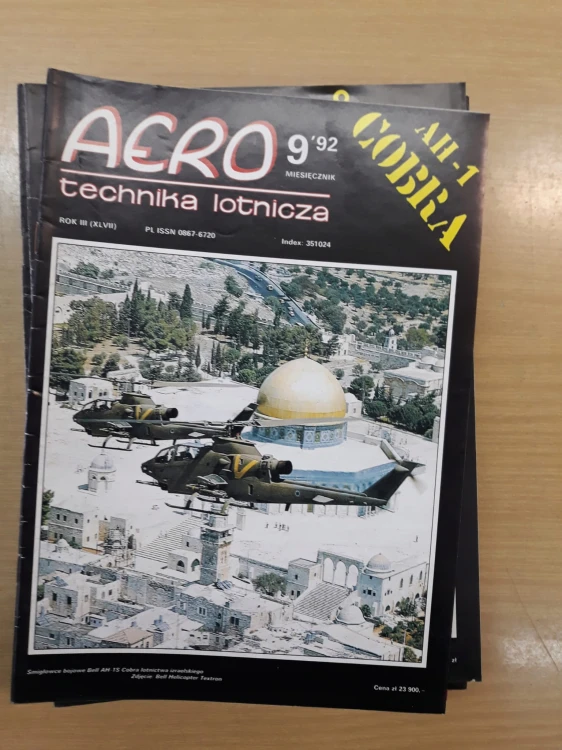 AERO
9'92
MIESIĘCZNIK
technika lotnicza
AH-1
COBRA
ROK III (XLVII)
PL ISSN 0867-6720
Index: 351024
Śmigłowce bojowe Bell AH-1S Cobra lotnictwa izraelskiego
Zdjęcie: Bell Helicopter Textron
Cena zł 23 900,-
zł